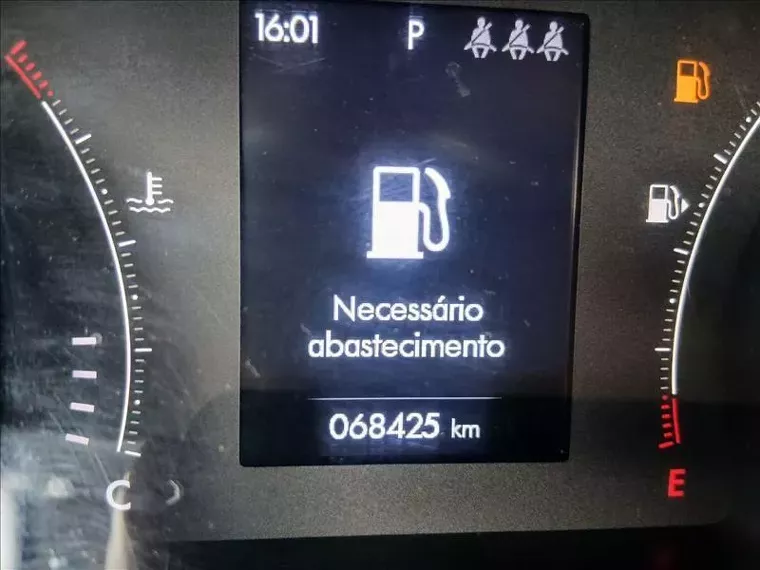 16:01 P
Necessário
abastecimento
068425 km
C E